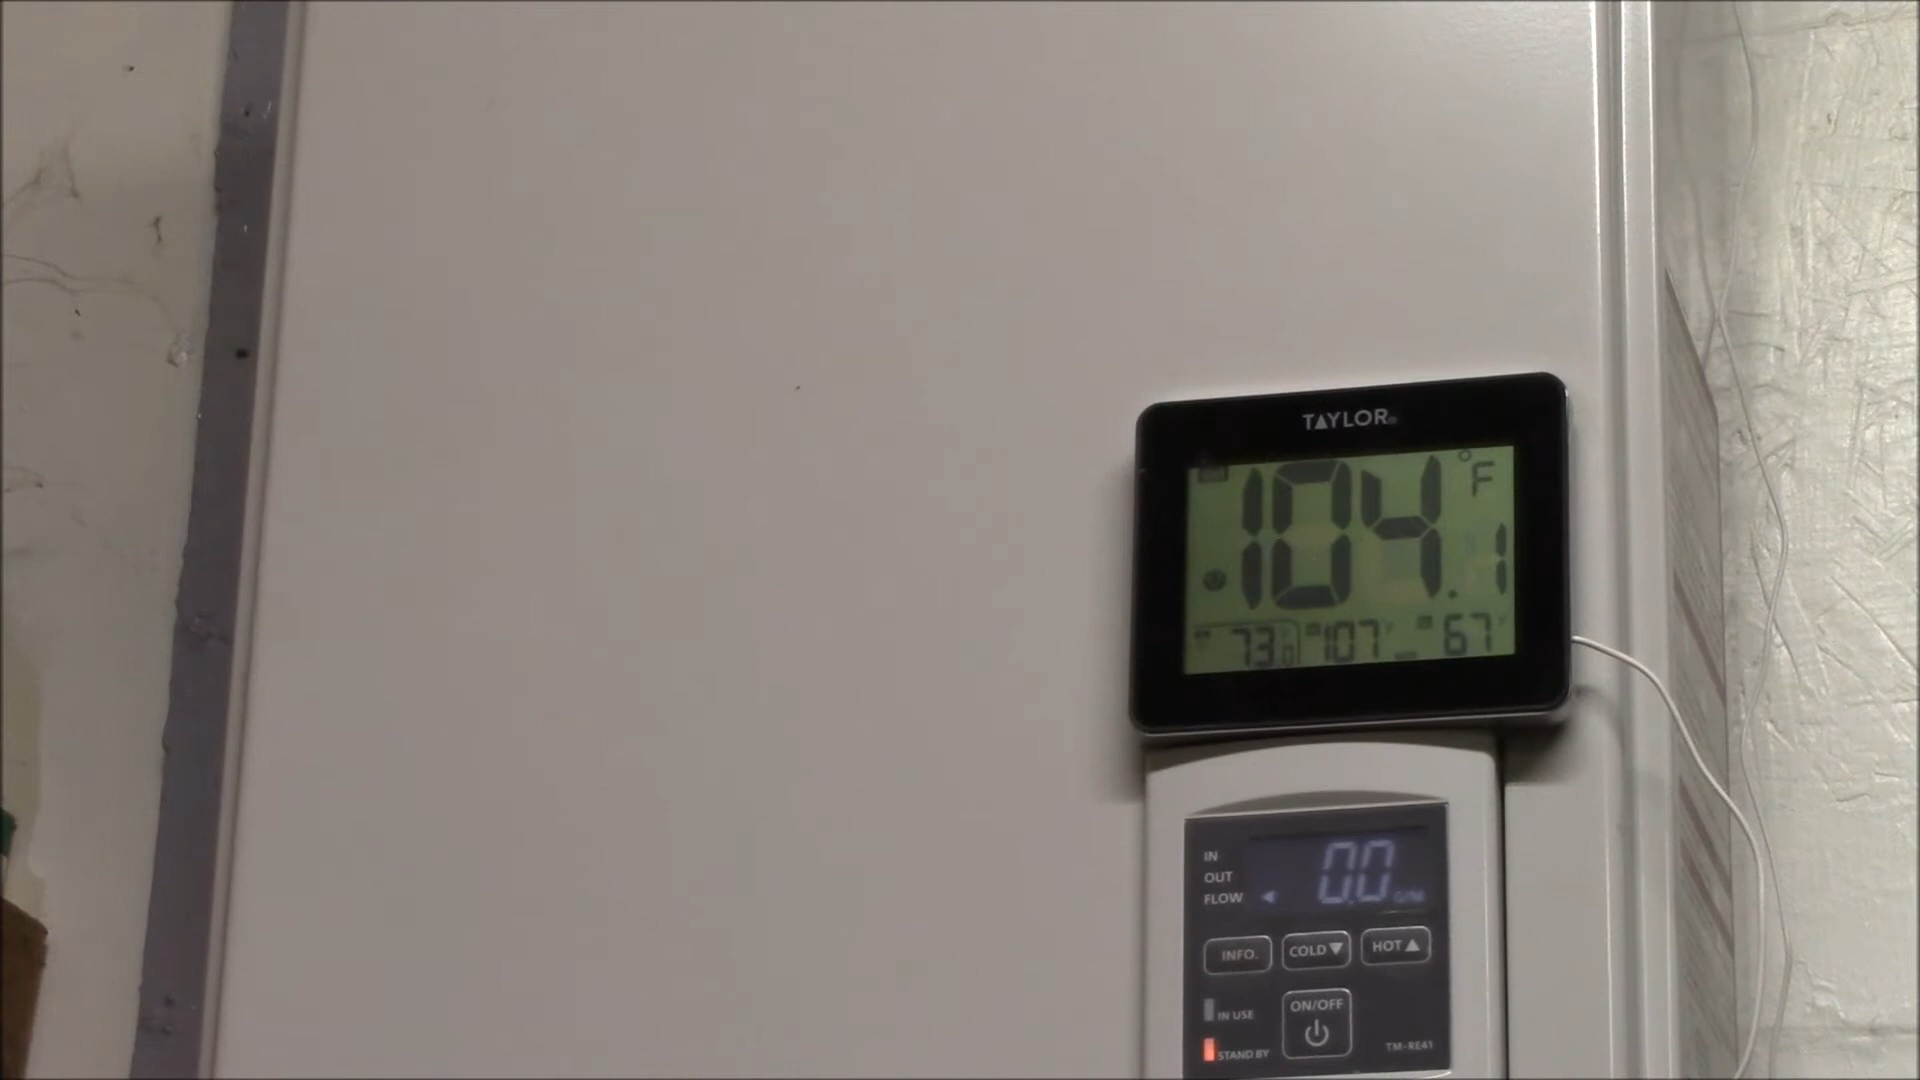 TAYLOR
°F
104.1
73.0 107 67
IN
OUT
FLOW ◄ 0.0
INFO. COLD▼ HOT▲
ON/OFF
IN USE
STAND BY
TM-RE41